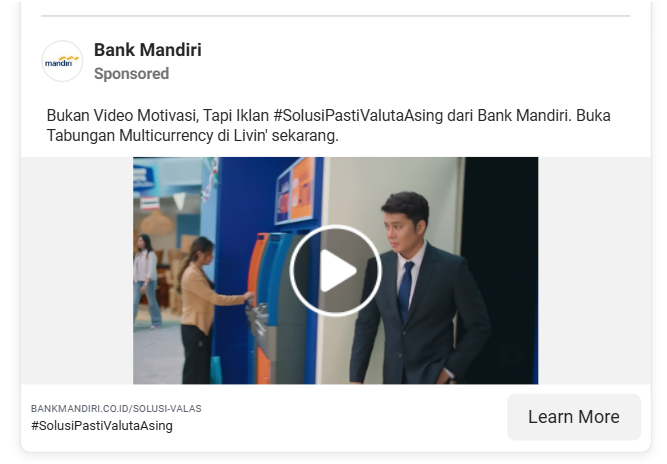 mandiri
Bank Mandiri
Sponsored
Bukan Video Motivasi, Tapi Iklan #SolusiPastiValutaAsing dari Bank Mandiri. Buka
Tabungan Multicurrency di Livin' sekarang.
BANKMANDIRI.CO.ID/SOLUSI-VALAS
#SolusiPastiValutaAsing
Learn More